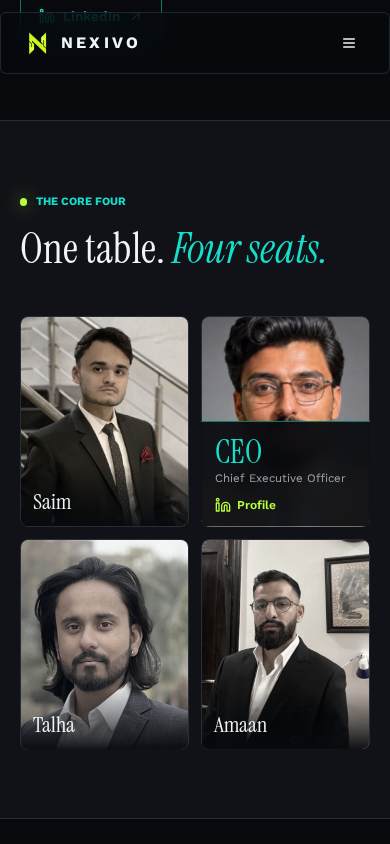 LinkedIn
NEXIVO
THE CORE FOUR
One table. Four seats.
Saim
CEO
Chief Executive Officer
Profile
Talha
Amaan